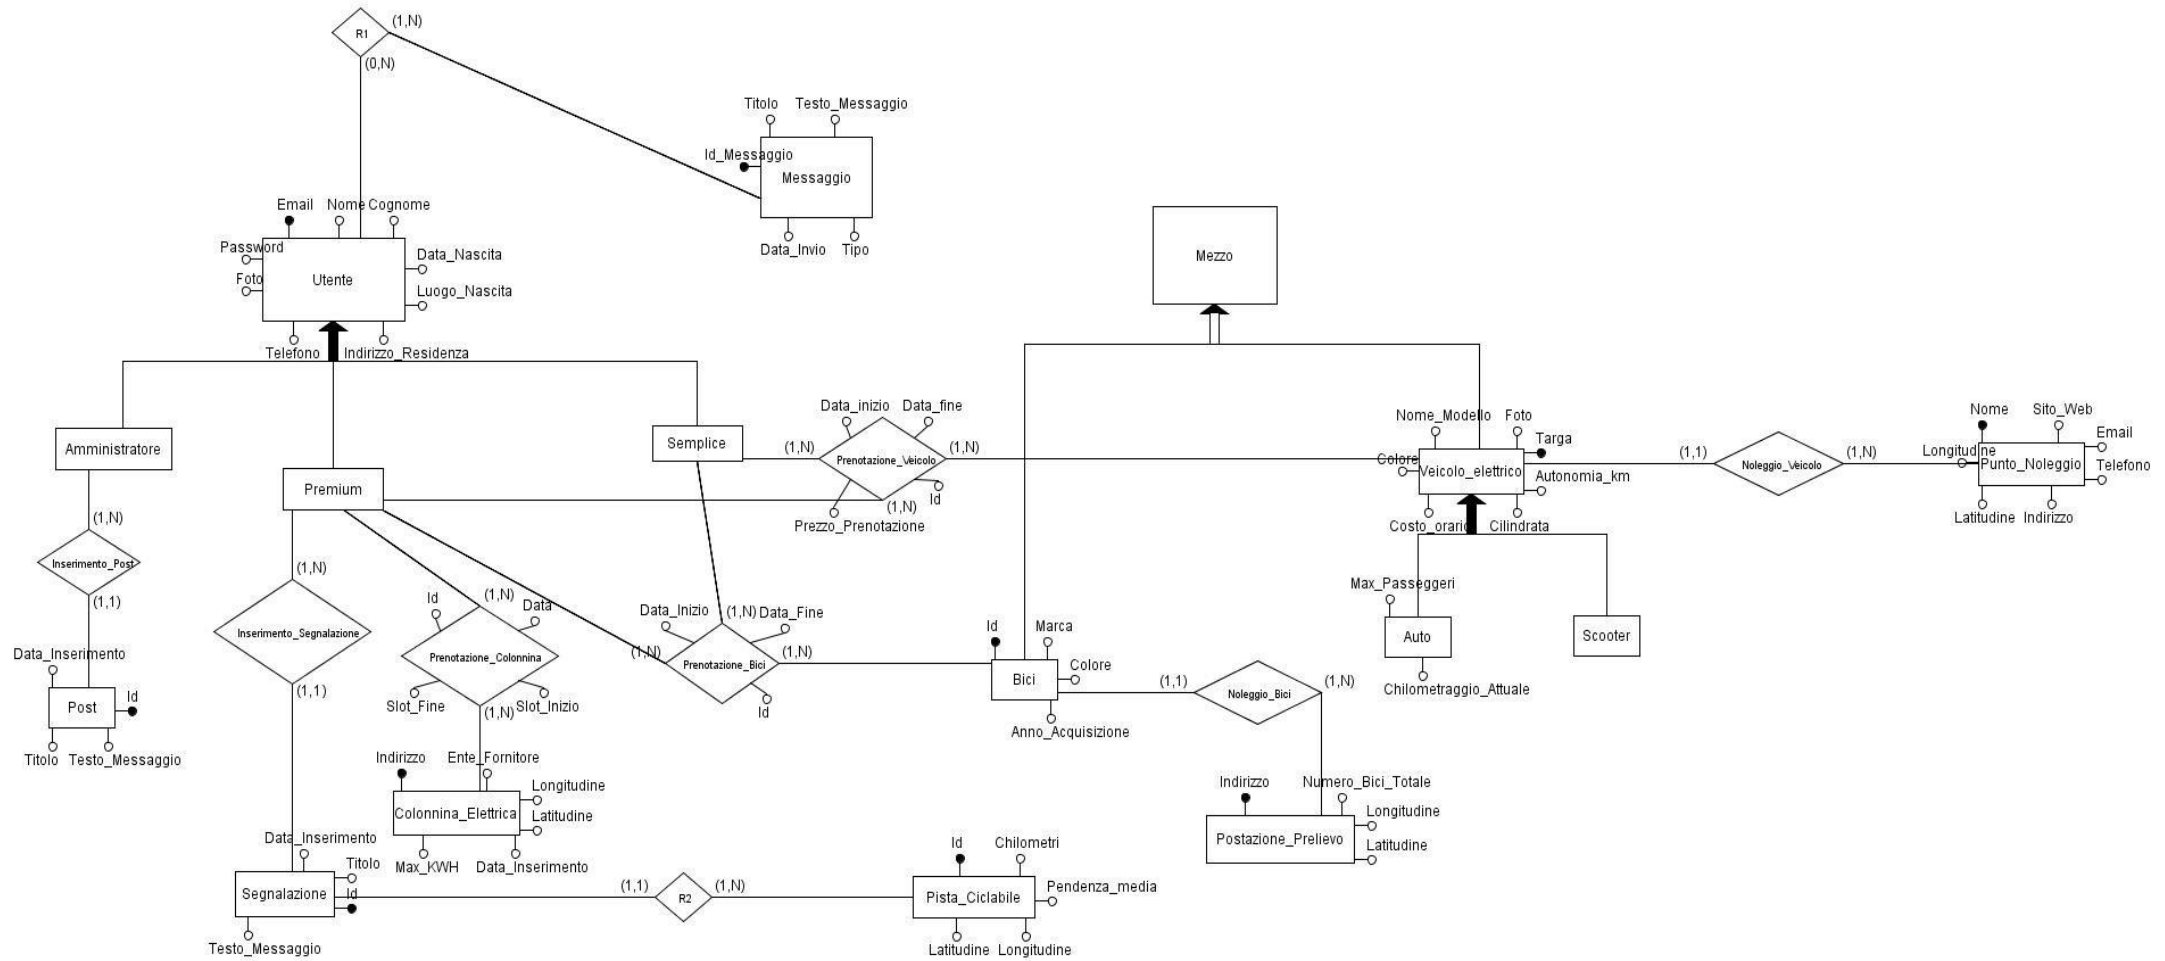 (1,N)
R1
(0,N)
Titolo Testo_Messaggio
Id_Messaggio
Messaggio
Data_Invio Tipo
Email Nome Cognome
Password
Data_Nascita
Foto
Utente
Luogo_Nascita
Telefono Indirizzo_Residenza
Mezzo
Amministratore
Premium
Semplice
Data_inizio Data_fine
(1,N) (1,N)
Prenotazione_Veicolo
Id
(1,N)
Prezzo_Prenotazione
Nome_Modello Foto
Targa
Colore
Veicolo_elettrico
Autonomia_km
Costo_orario Cilindrata
(1,1) (1,N)
Noleggio_Veicolo
Nome Sito_Web
Email
Longitudine
Punto_Noleggio
Telefono
Latitudine Indirizzo
Max_Passeggeri
Auto
Scooter
Chilometraggio_Attuale
(1,N)
Inserimento_Post
(1,1)
Data_Inserimento
Id
Post
Titolo Testo_Messaggio
(1,N)
Inserimento_Segnalazione
(1,1)
(1,N)
Id
Data
Prenotazione_Colonnina
Slot_Fine (1,N) Slot_Inizio
Data_Inizio (1,N) Data_Fine
(1,N) (1,N)
Prenotazione_Bici
Id
Id Marca
Colore
Bici
Anno_Acquisizione
(1,1) (1,N)
Noleggio_Bici
Indirizzo Ente_Fornitore
Longitudine
Colonnina_Elettrica
Latitudine
Max_KWH Data_Inserimento
Indirizzo Numero_Bici_Totale
Longitudine
Postazione_Prelievo
Latitudine
Data_Inserimento
Titolo
Segnalazione
Id
Testo_Messaggio
(1,1) (1,N)
R2
Id Chilometri
Pendenza_media
Pista_Ciclabile
Latitudine Longitudine